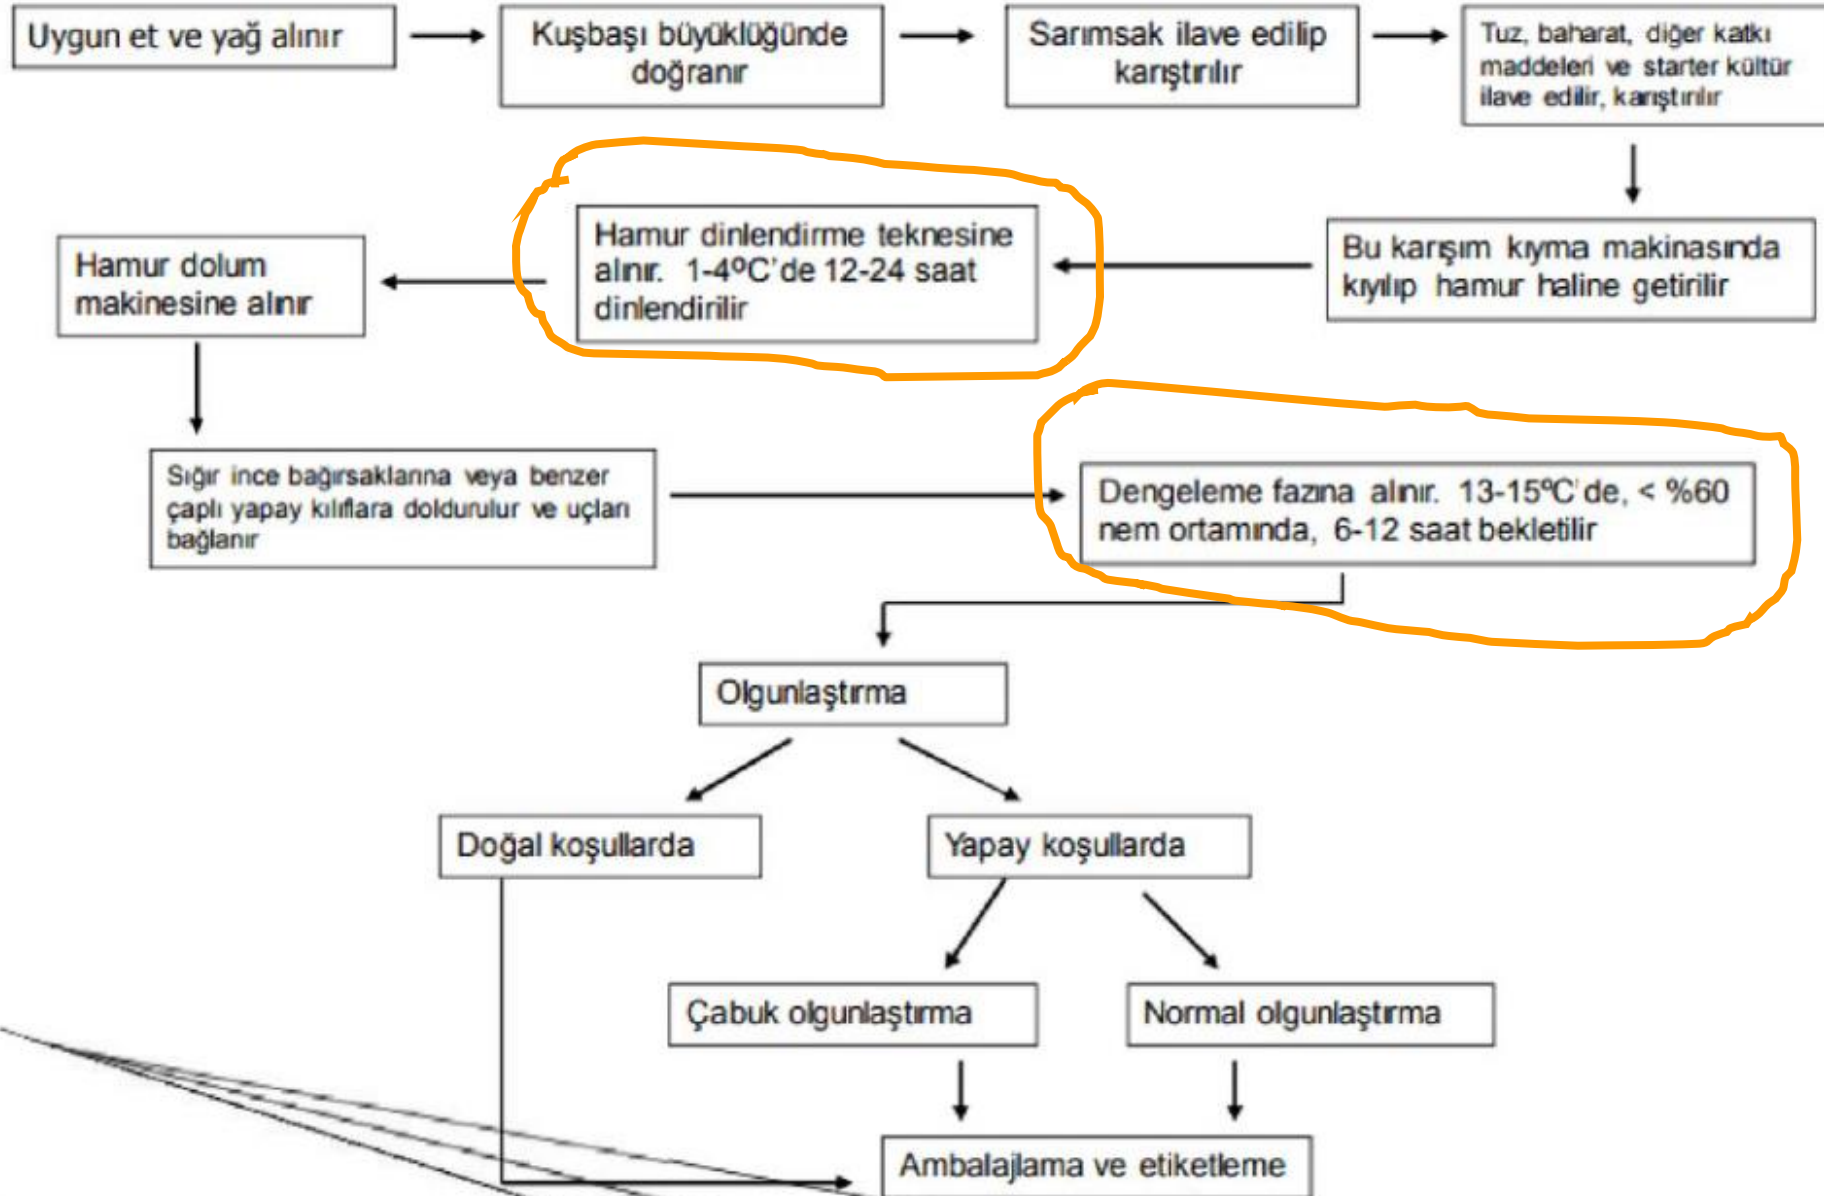 Uygun et ve yağ alınır
Kuşbaşı büyüklüğünde
doğranır
Sarımsak ilave edilip
karıştırılır
Tuz, baharat, diğer katkı
maddeleri ve starter kültür
ilave edilir, karıştırılır
Bu karışım kıyma makinasında
kıyılıp hamur haline getirilir
Hamur dinlendirme teknesine
alınır. 1-4ºC'de 12-24 saat
dinlendirilir
Hamur dolum
makinesine alınır
Sığır ince bağırsaklarına veya benzer
çaplı yapay kılıflara doldurulur ve uçları
bağlanır
Dengeleme fazına alınır. 13-15ºC'de, < %60
nem ortamında, 6-12 saat bekletilir
Olgunlaştırma
Doğal koşullarda
Yapay koşullarda
Çabuk olgunlaştırma
Normal olgunlaştırma
Ambalajlama ve etiketleme